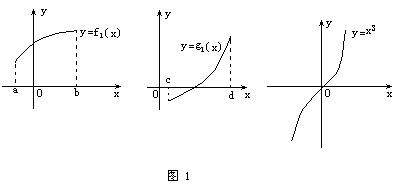 y
y=f₁(x)
a
0
b
x
y
y=g₁(x)
c
0
d
x
y
y=x³
0
x
图 1